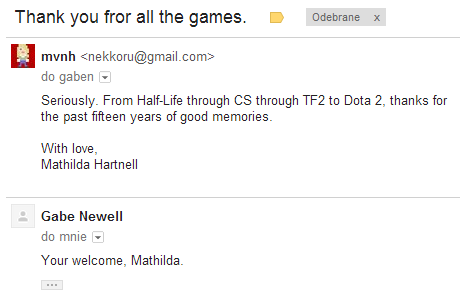 Thank you fror all the games. Odebrane x
mvnh <nekkoru@gmail.com>
do gaben
Seriously. From Half-Life through CS through TF2 to Dota 2, thanks for
the past fifteen years of good memories.
With love,
Mathilda Hartnell
Gabe Newell
do mnie
Your welcome, Mathilda.